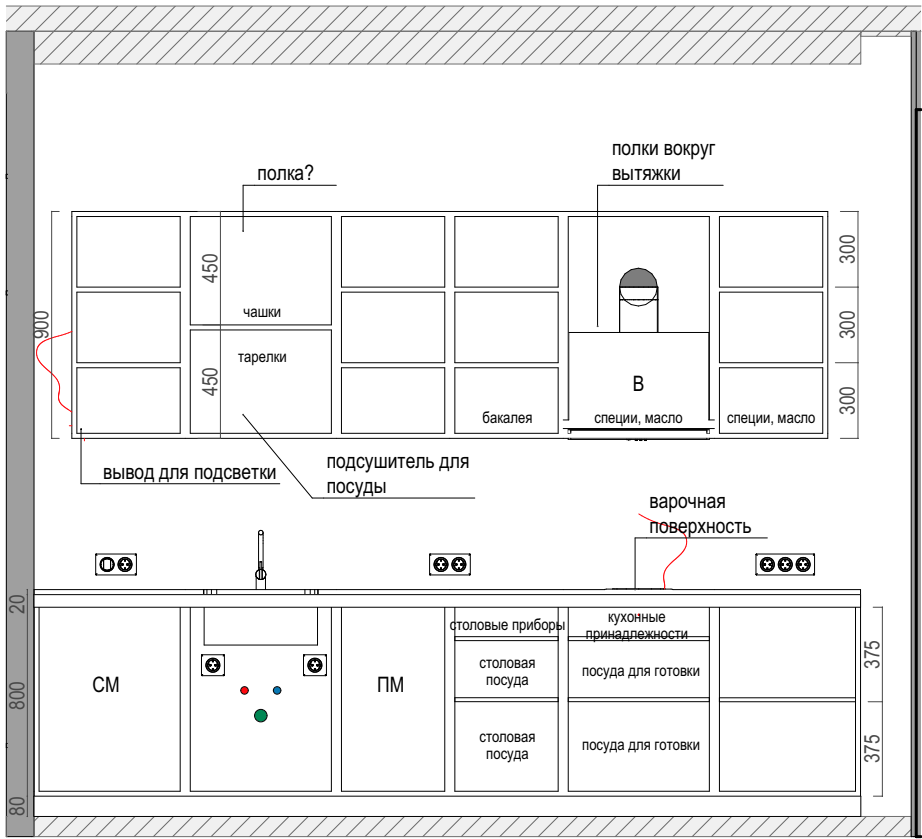 полки вокруг
вытяжки
полка?
450
300
чашки
900
300
тарелки
450
В
300
бакалея
специи, масло
специи, масло
вывод для подсветки
подсушитель для
посуды
варочная
поверхность
20
столовые приборы
кухонные
принадлежности
375
столовая
посуда
посуда для готовки
СМ
ПМ
800
столовая
посуда
посуда для готовки
375
80